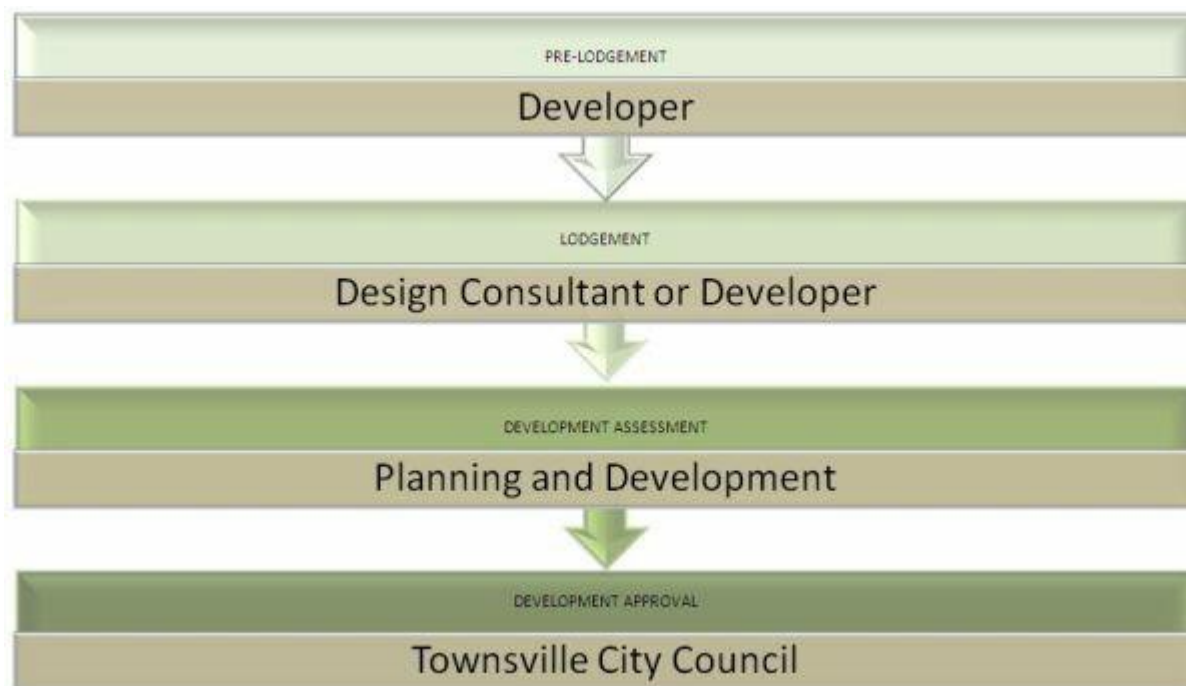 PRE-LODGEMENT
Developer
LODGEMENT
Design Consultant or Developer
DEVELOPMENT ASSESSMENT
Planning and Development
DEVELOPMENT APPROVAL
Townsville City Council